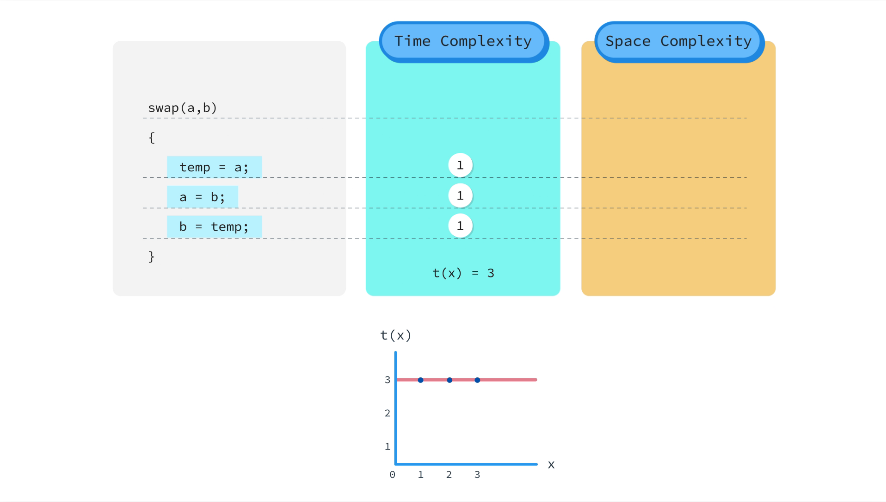 Time Complexity
Space Complexity
swap(a,b)
{
temp = a;
1
a = b;
1
b = temp;
1
}
t(x) = 3
t(x)
3
2
1
0 1 2 3
x